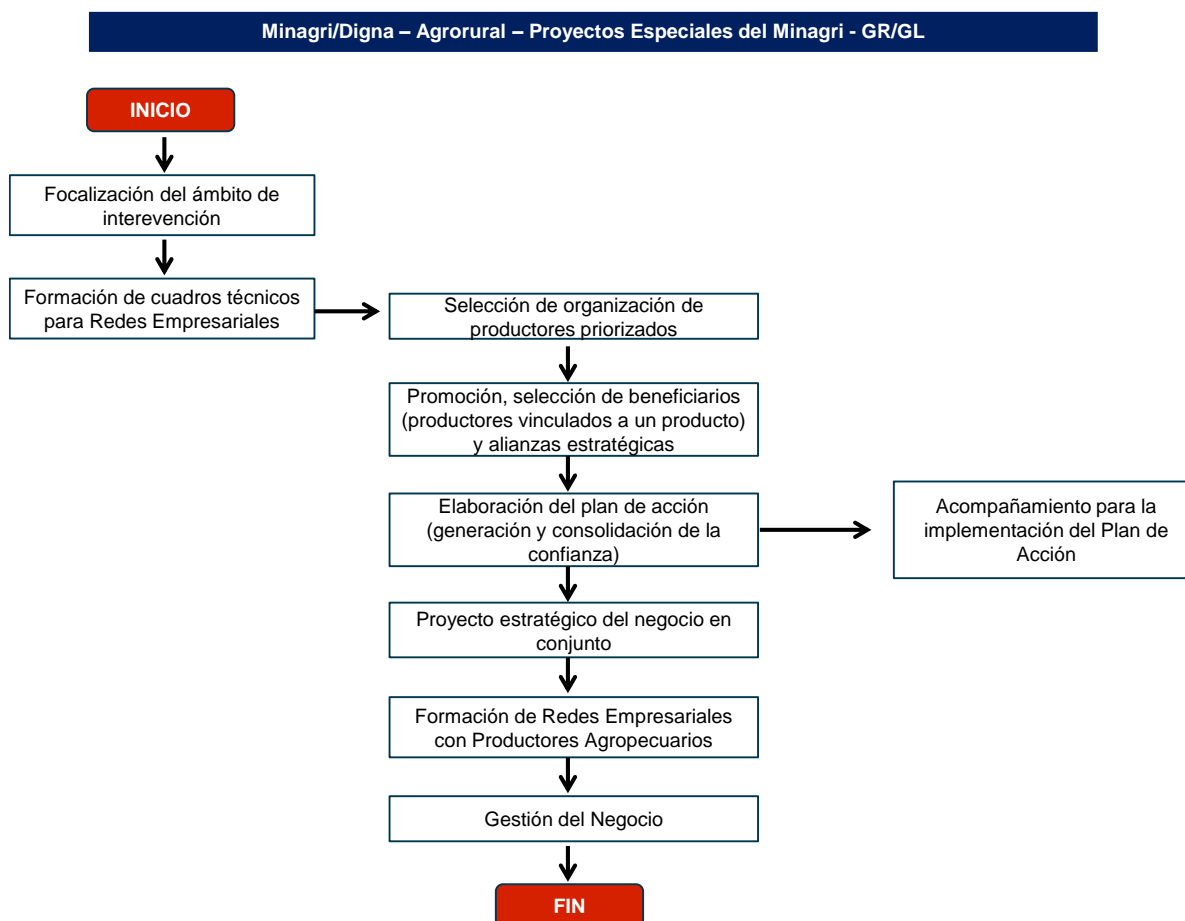 Minagri/Digna – Agrorural – Proyectos Especiales del Minagri - GR/GL
INICIO
Focalización del ámbito de
interevención
Formación de cuadros técnicos
para Redes Empresariales
Selección de organización de
productores priorizados
Promoción, selección de beneficiarios
(productores vinculados a un producto)
y alianzas estratégicas
Elaboración del plan de acción
(generación y consolidación de la
confianza)
Acompañamiento para la
implementación del Plan de
Acción
Proyecto estratégico del negocio en
conjunto
Formación de Redes Empresariales
con Productores Agropecuarios
Gestión del Negocio
FIN